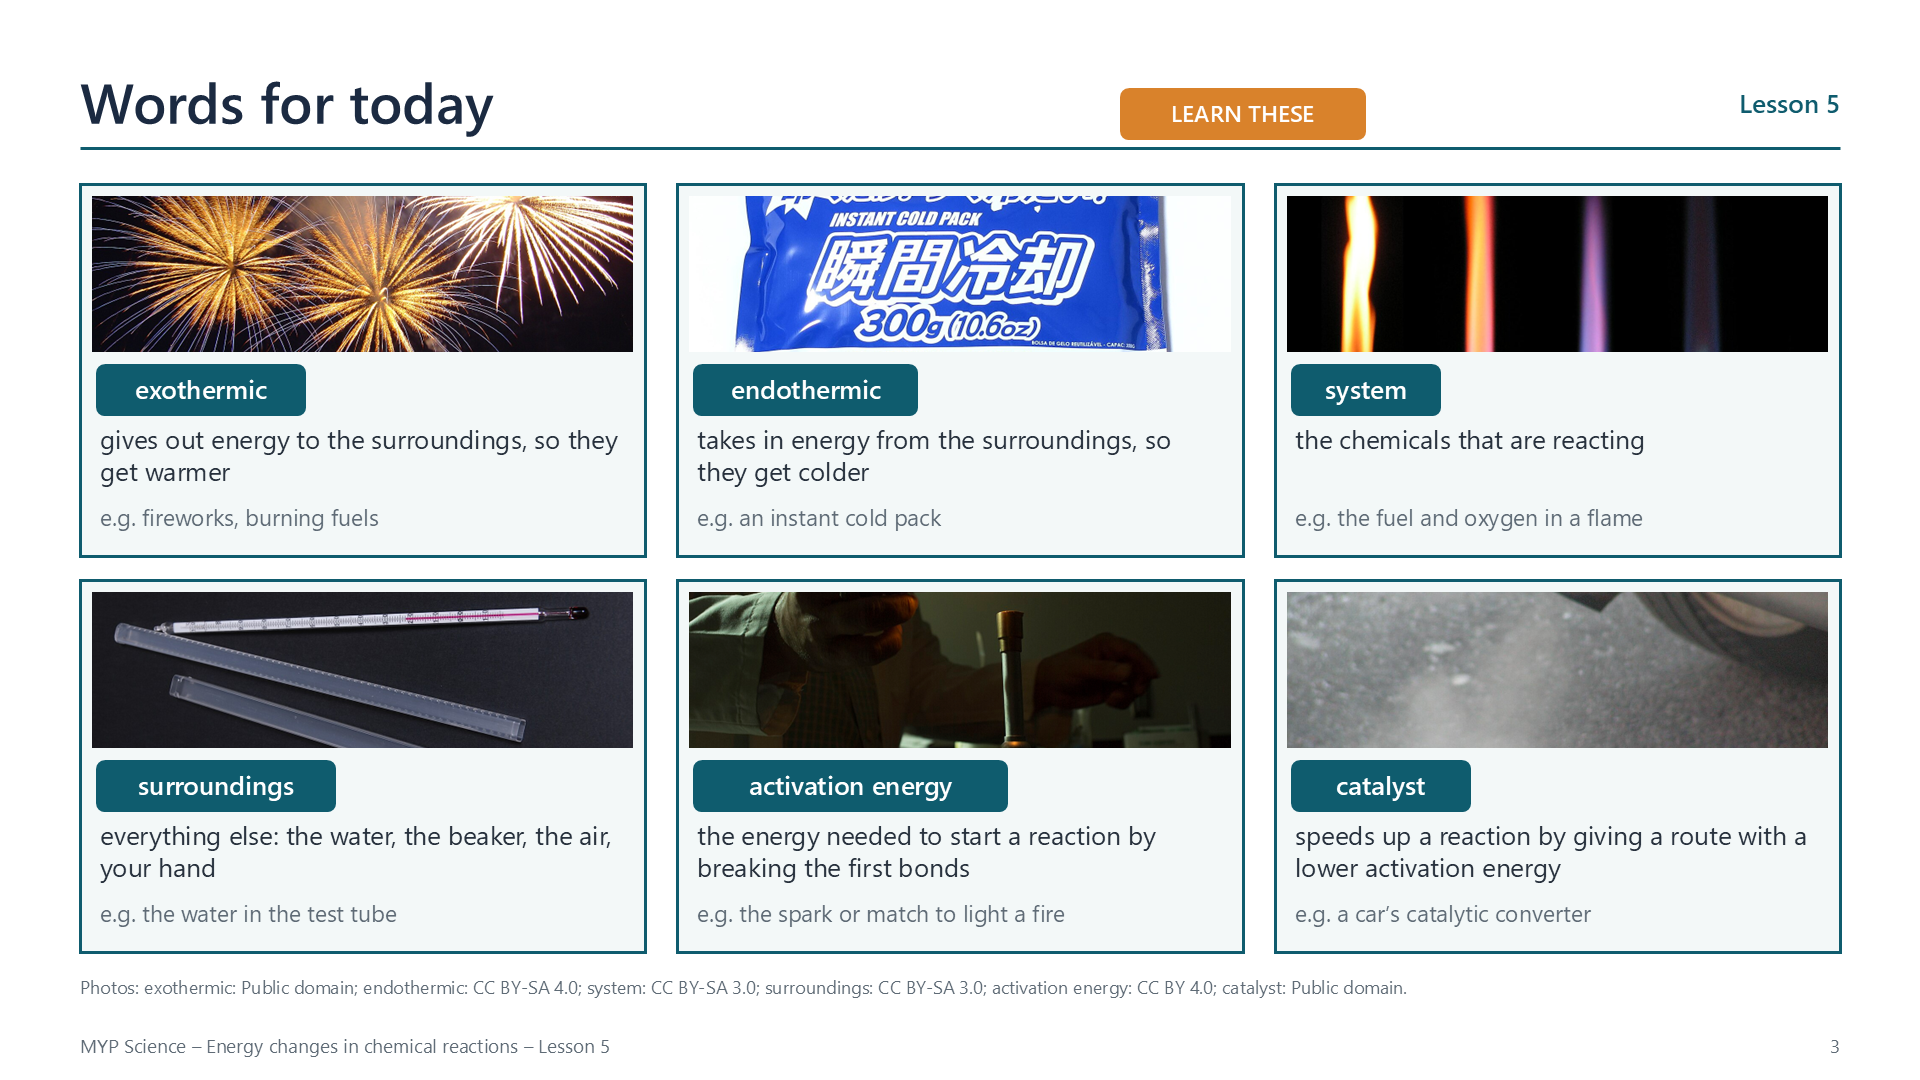 Words for today
LEARN THESE
Lesson 5
INSTANT COLD PACK
瞬間冷却
300g (10.6oz)
BOLSA DE GELO REUTILIZÁVEL - CAPAC:
exothermic
endothermic
system
gives out energy to the surroundings, so they
get warmer
takes in energy from the surroundings, so
they get colder
the chemicals that are reacting
e.g. fireworks, burning fuels
e.g. an instant cold pack
e.g. the fuel and oxygen in a flame
surroundings
activation energy
catalyst
everything else: the water, the beaker, the air,
your hand
the energy needed to start a reaction by
breaking the first bonds
speeds up a reaction by giving a route with a
lower activation energy
e.g. the water in the test tube
e.g. the spark or match to light a fire
e.g. a car’s catalytic converter
Photos: exothermic: Public domain; endothermic: CC BY-SA 4.0; system: CC BY-SA 3.0; surroundings: CC BY-SA 3.0; activation energy: CC BY 4.0; catalyst: Public domain.
MYP Science – Energy changes in chemical reactions – Lesson 5
3